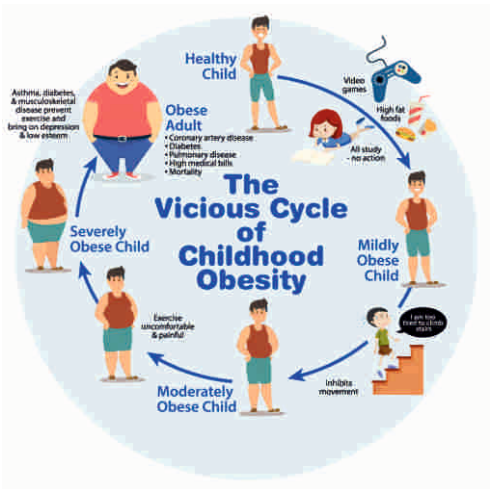 Healthy
Child
Video
games
High fat
foods
All study
- no action
Mildly
Obese
Child
I am too
tired to climb
stairs
Inhibits
movement
Moderately
Obese Child
Exercise
uncomfortable
& painful
Severely
Obese Child
Asthma, diabetes,
& musculoskeletal
disease prevent
exercise and
bring on depression
& low esteem
Obese
Adult
• Coronary artery disease
• Diabetes
• Pulmonary disease
• High medical bills
• Mortality
The
Vicious Cycle
of
Childhood
Obesity